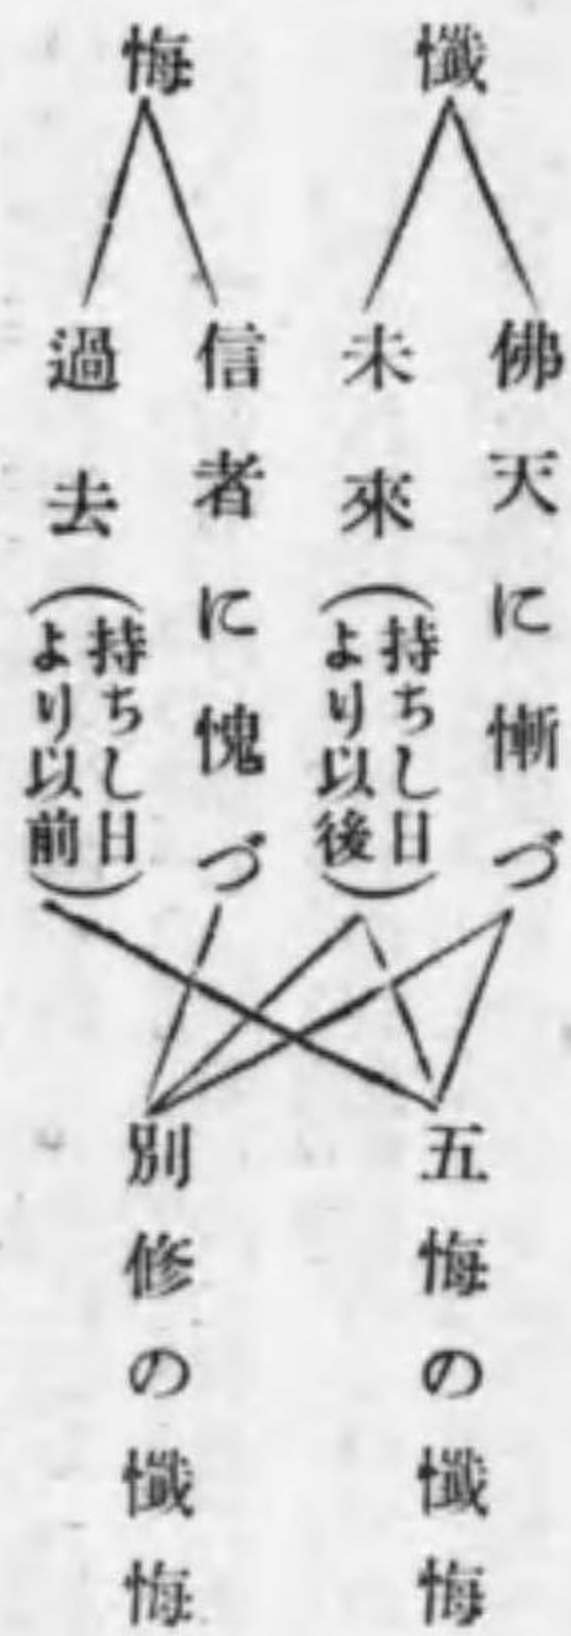 懺
悔
佛天に慚づ
未來(持ちし日より以後)
信者に愧づ
過去(持ちし日より以前)
五悔の懺悔
別修の懺悔